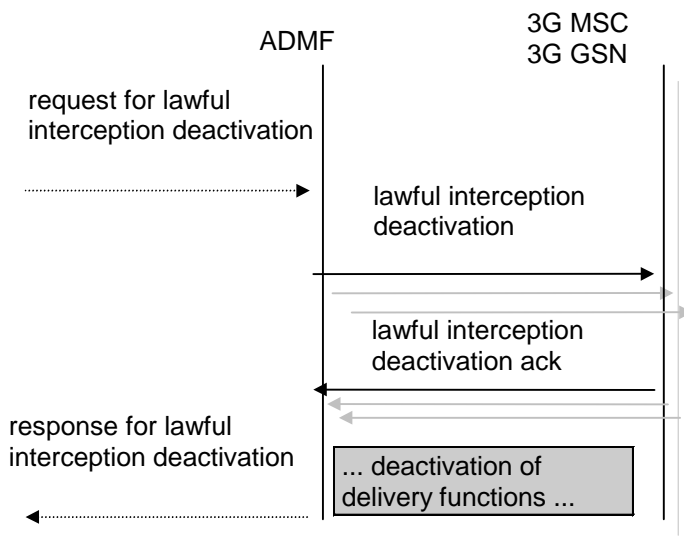 ADMF
3G MSC
3G GSN
request for lawful
interception deactivation
lawful interception
deactivation
lawful interception
deactivation ack
response for lawful
interception deactivation
... deactivation of
delivery functions ...